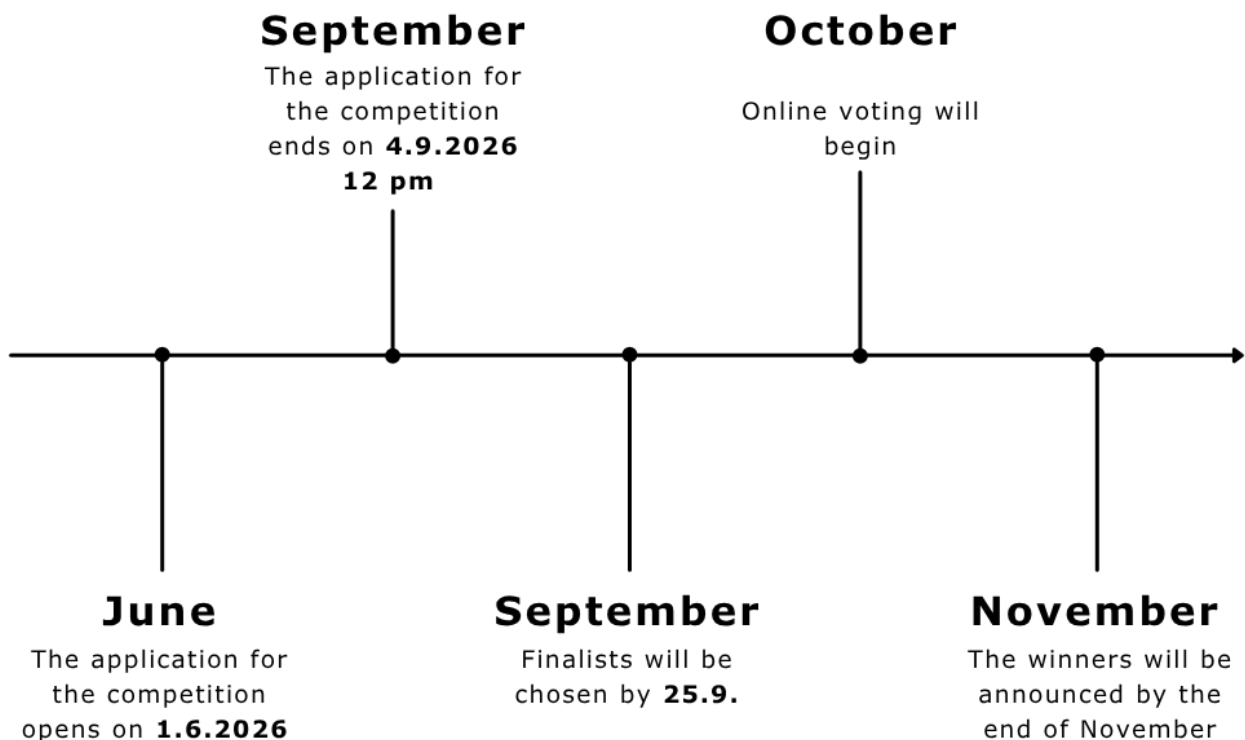 September
The application for
the competition
ends on 4.9.2026
12 pm
October
Online voting will
begin
June
The application for
the competition
opens on 1.6.2026
September
Finalists will be
chosen by 25.9.
November
The winners will be
announced by the
end of November